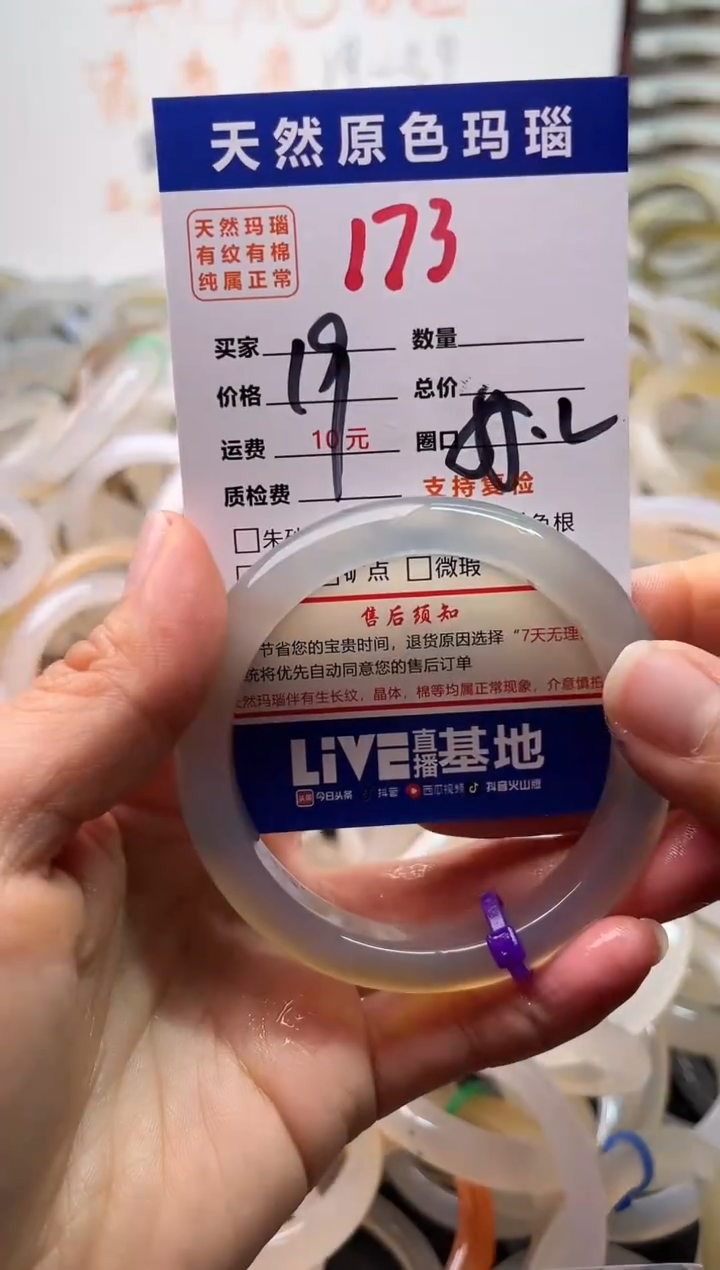 天然原色玛瑙
天然玛瑙
有纹有棉
纯属正常
173
买家 数量
19
价格 总价
运费 10元 圈口
质检费 支持复检
色根
矿点 微瑕
售后须知
节省您的宝贵时间，退货原因选择“7天无理
统将优先自动同意您的售后订单
然玛瑙伴有生长纹，晶体，棉等均属正常现象，介意慎拍
LiVE直播基地
头条 今日头条 抖音 西瓜视频 抖音火山版